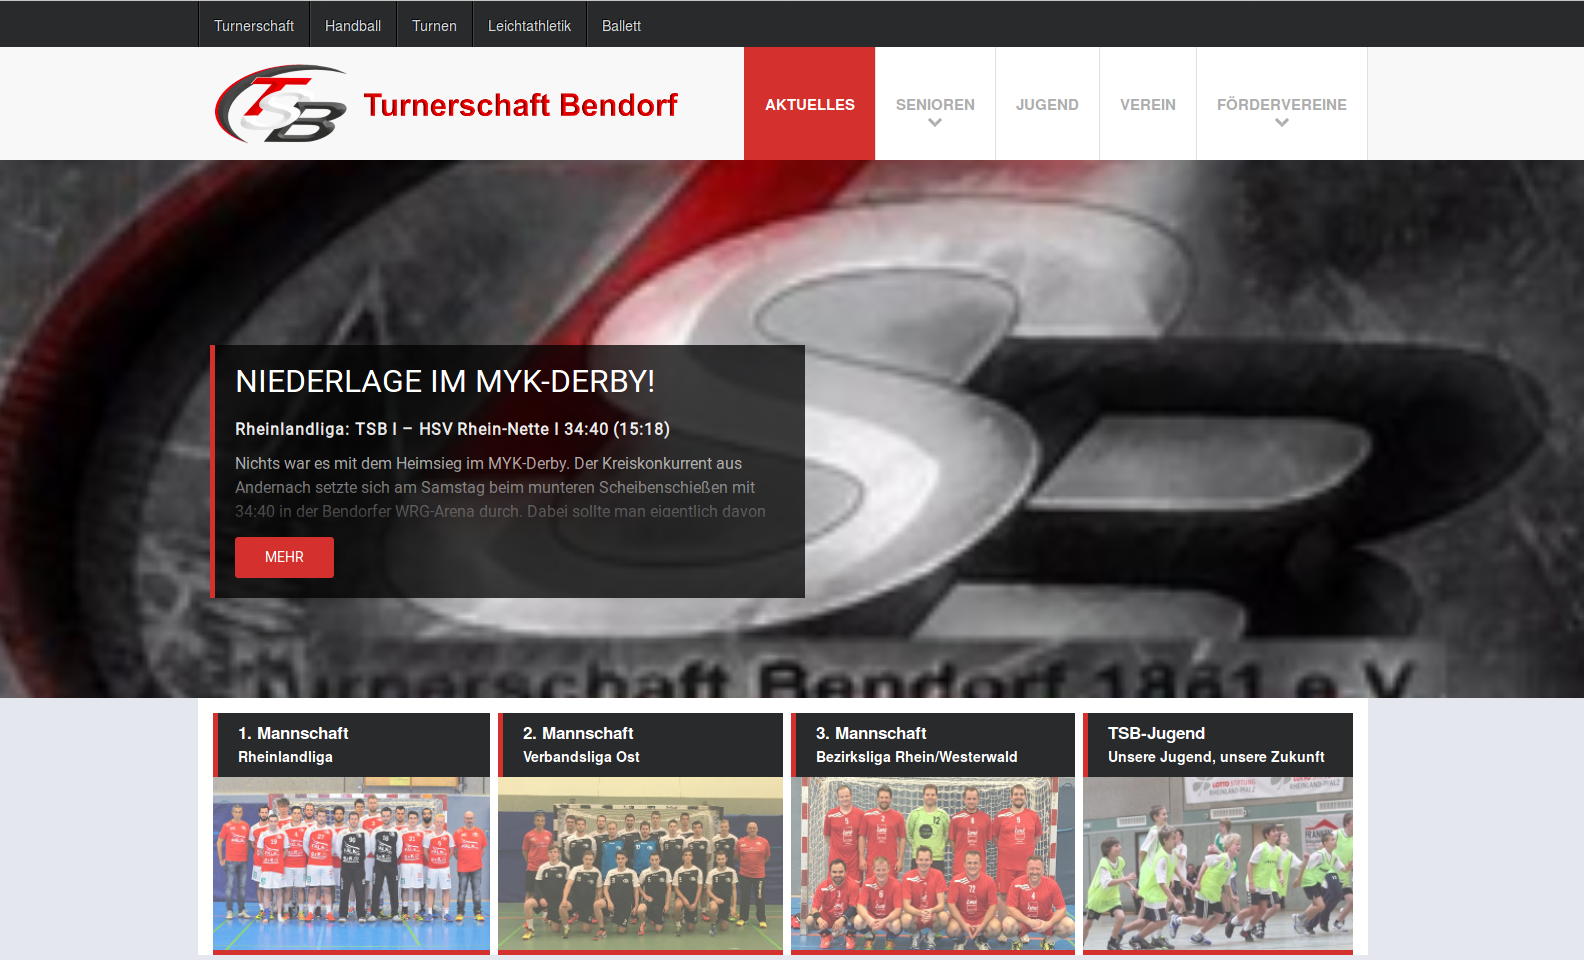 Turnerschaft Handball Turnen Leichtathletik Ballett
TSB
Turnerschaft Bendorf
AKTUELLES SENIOREN JUGEND VEREIN FÖRDERVEREINE
NIEDERLAGE IM MYK-DERBY!
Rheinlandliga: TSB I – HSV Rhein-Nette I 34:40 (15:18)
Nichts war es mit dem Heimsieg im MYK-Derby. Der Kreiskonkurrent aus
Andernach setzte sich am Samstag beim munteren Scheibenschießen mit
34:40 in der Bendorfer WRG-Arena durch. Dabei sollte man eigentlich davon
MEHR
Turnerschaft Bendorf 1861 e.V.
1. Mannschaft
Rheinlandliga
2. Mannschaft
Verbandsliga Ost
3. Mannschaft
Bezirksliga Rhein/Westerwald
TSB-Jugend
Unsere Jugend, unsere Zukunft
LOTTO STIFTUNG
RHEINLAND-PFALZ